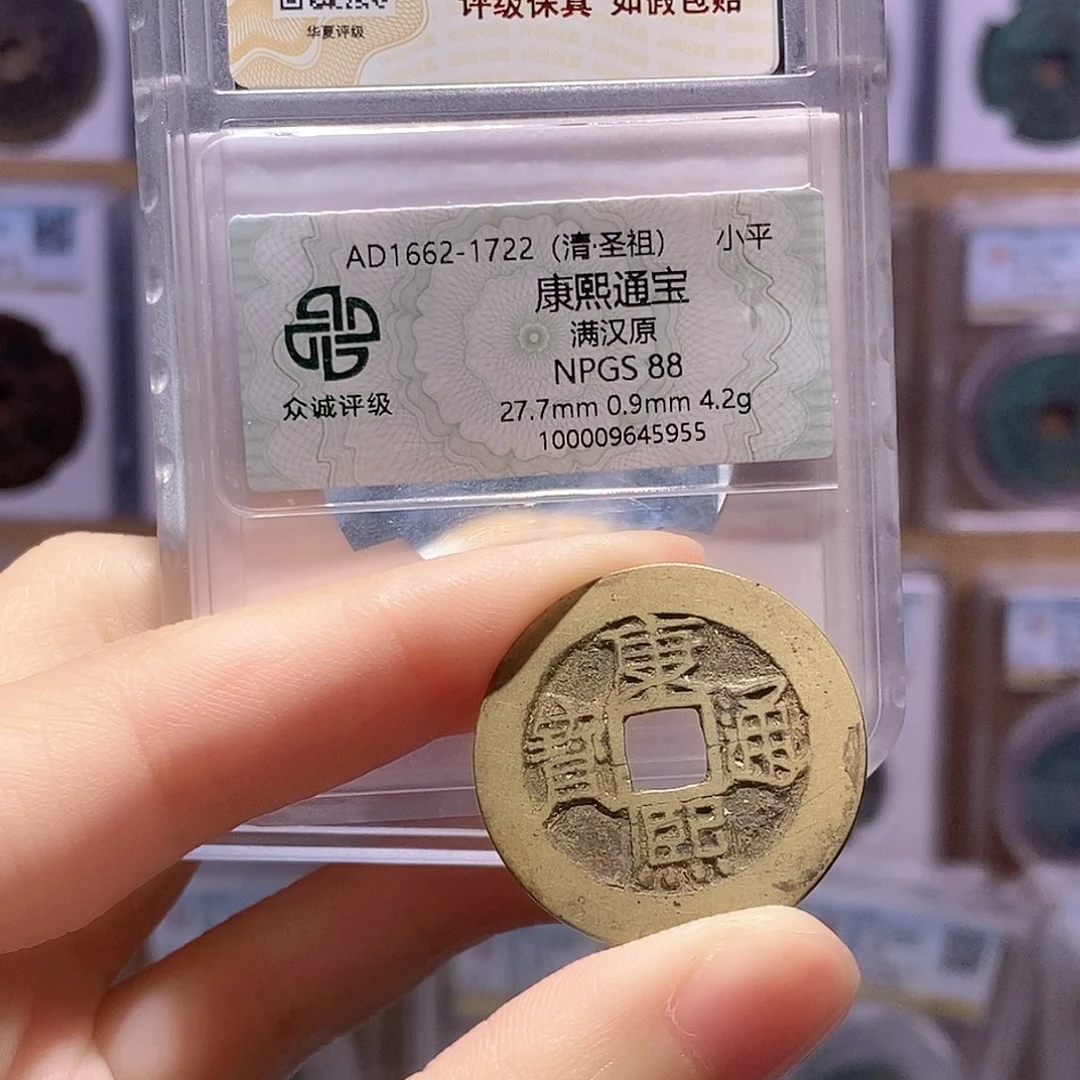 华夏评级
评级保真 如假包赔
AD1662-1722（清·圣祖） 小平
康熙通宝
满汉原
NPGS 88
27.7mm 0.9mm 4.2g
100009645955
众诚评级
康熙通寶